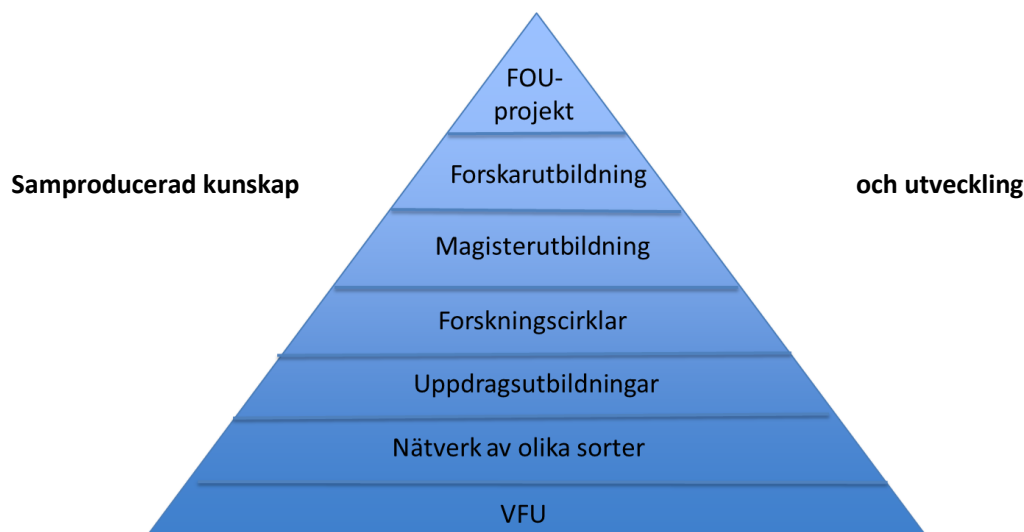 FOU-
projekt
Samproducerad kunskap
Forskarutbildning
och utveckling
Magisterutbildning
Forskningscirklar
Uppdragsutbildningar
Nätverk av olika sorter
VFU